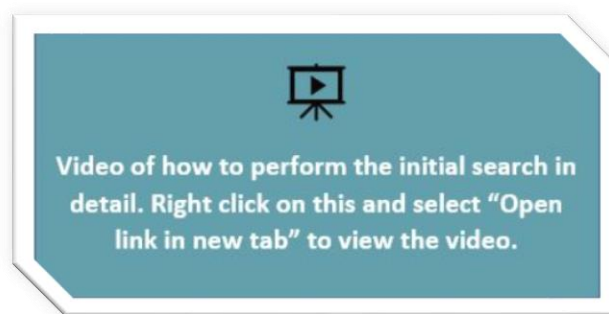 Video of how to perform the initial search in
detail. Right click on this and select “Open
link in new tab” to view the video.